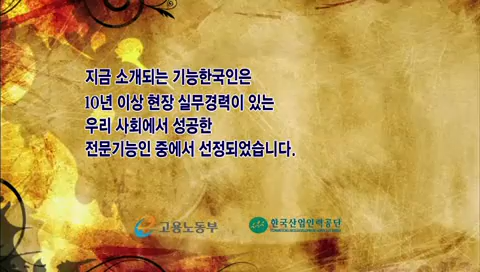 지금 소개되는 기능한국인은
10년 이상 현장 실무경력이 있는
우리 사회에서 성공한
전문기능인 중에서 선정되었습니다.
고용노동부
한국산업인력공단